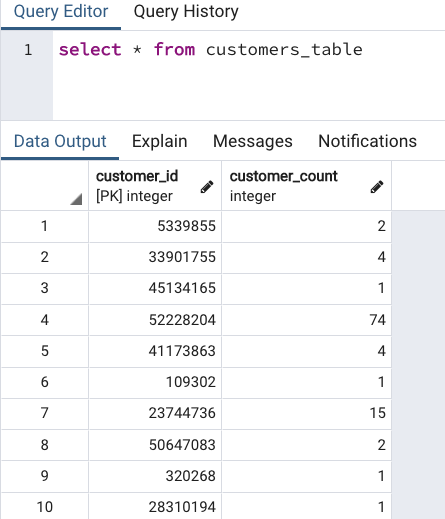 Query Editor Query History
1 select * from customers_table
Data Output Explain Messages Notifications
customer_id customer_count
[PK] integer integer
1 5339855 2
2 33901755 4
3 45134165 1
4 52228204 74
5 41173863 4
6 109302 1
7 23744736 15
8 50647083 2
9 320268 1
10 28310194 1